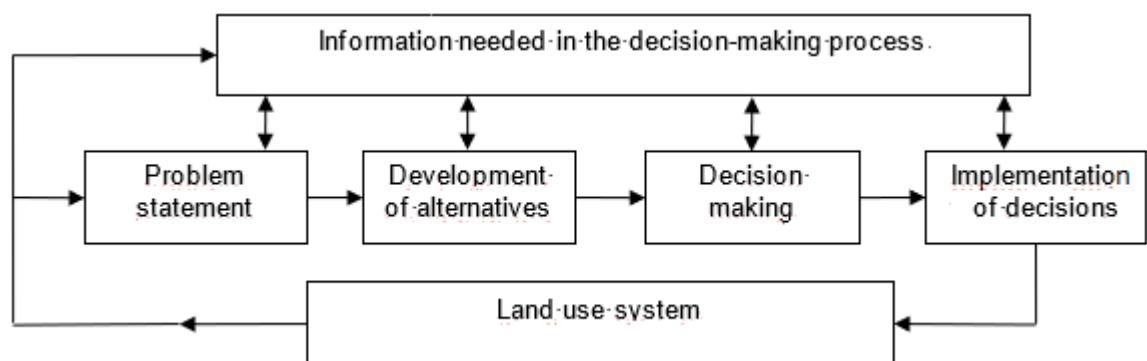 Information needed in the decision-making process
Problem
statement
Development
of alternatives
Decision
making
Implementation
of decisions
Land use system